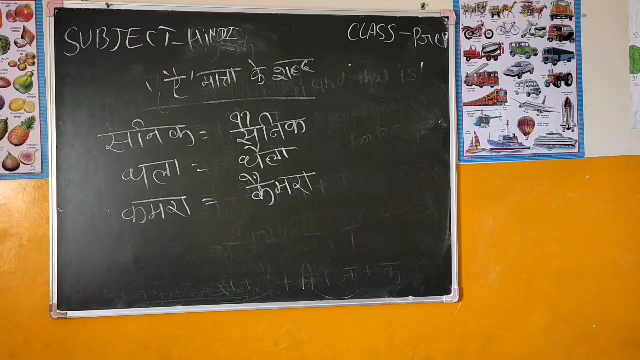 SUBJECT-HINDI CLASS-
'ऐ' मात्रा के शब्द
सनिक = सैनिक
थला = थैला
कमरा = कैमरा